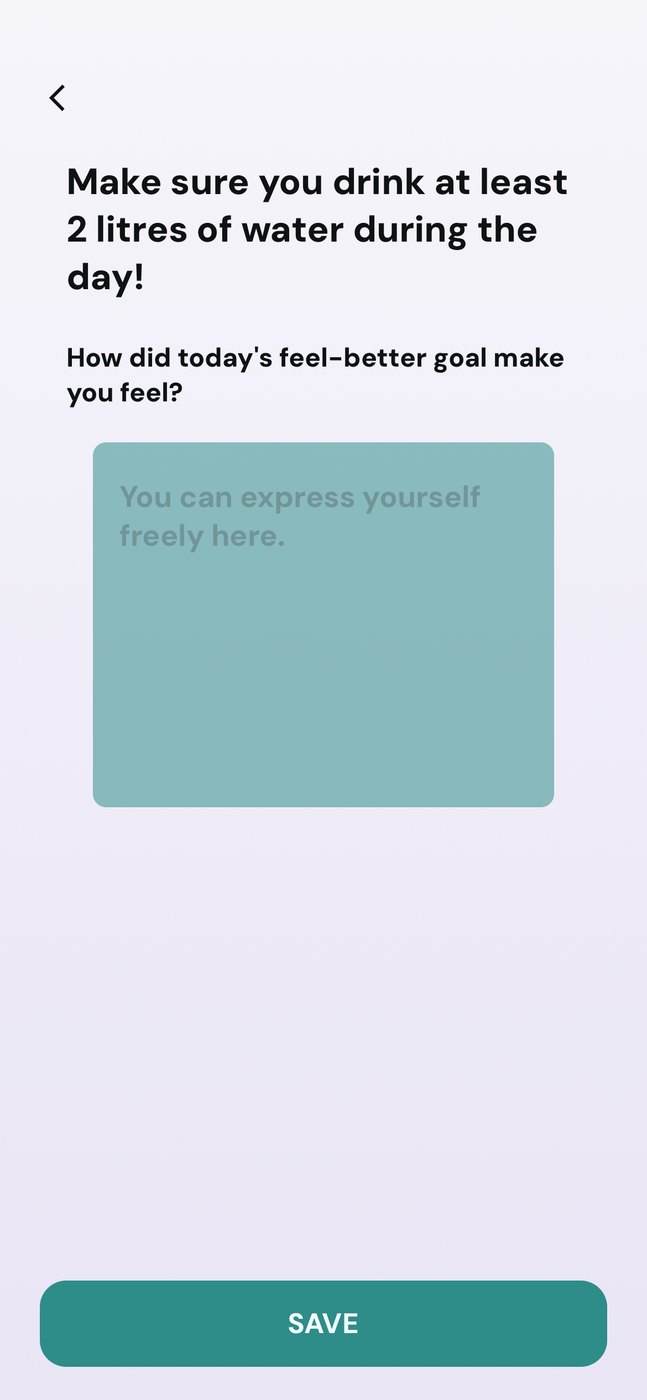 Make sure you drink at least
2 litres of water during the
day!
How did today's feel-better goal make
you feel?
You can express yourself
freely here.
SAVE